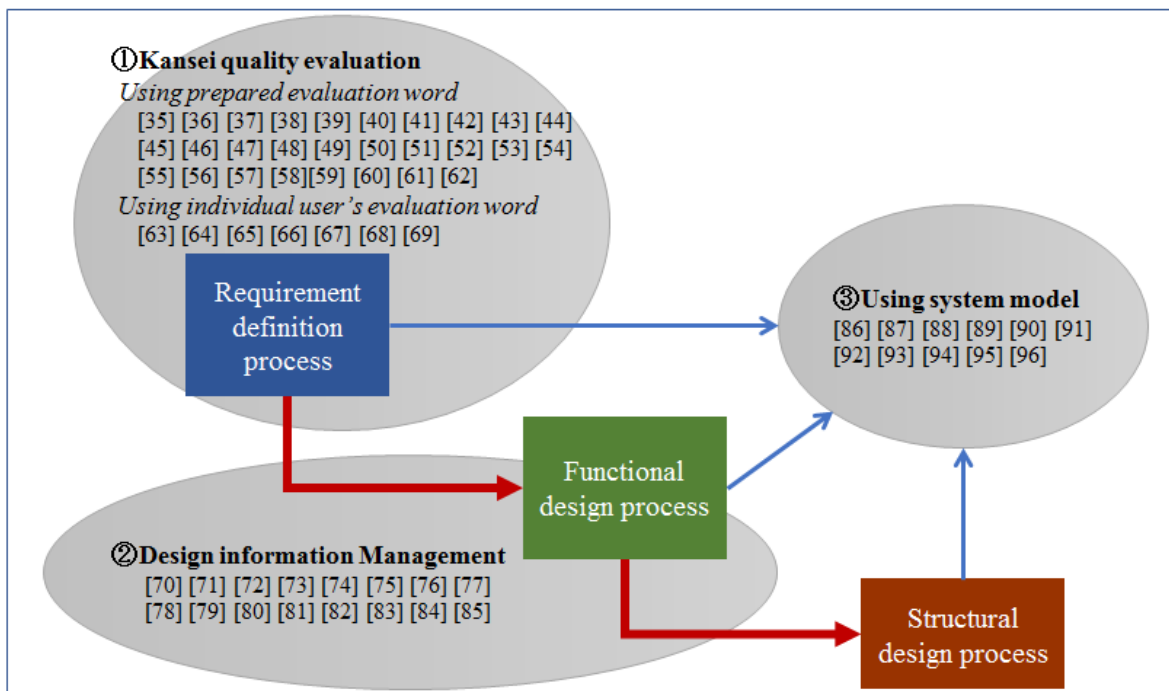 ①Kansei quality evaluation
Using prepared evaluation word
[35] [36] [37] [38] [39] [40] [41] [42] [43] [44]
[45] [46] [47] [48] [49] [50] [51] [52] [53] [54]
[55] [56] [57] [58][59] [60] [61] [62]
Using individual user’s evaluation word
[63] [64] [65] [66] [67] [68] [69]
Requirement
definition
process
③Using system model
[86] [87] [88] [89] [90] [91]
[92] [93] [94] [95] [96]
Functional
design process
②Design information Management
[70] [71] [72] [73] [74] [75] [76] [77]
[78] [79] [80] [81] [82] [83] [84] [85]
Structural
design process